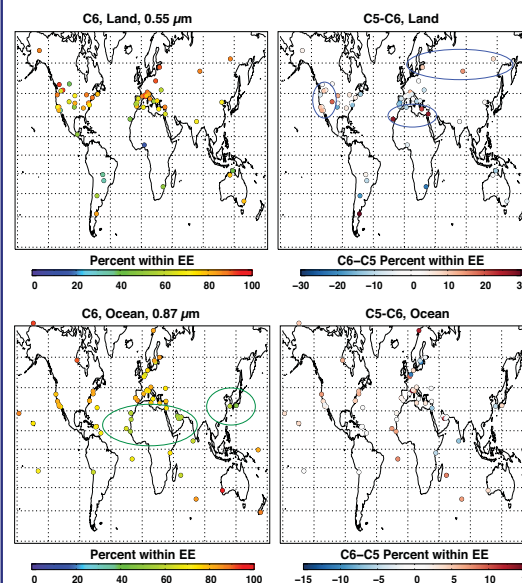 C6, Land, 0.55 µm
C5-C6, Land
Percent within EE
0 20 40 60 80 100
C6–C5 Percent within EE
−30 −20 −10 0 10 20
C6, Ocean, 0.87 µm
C5-C6, Ocean
Percent within EE
0 20 40 60 80 100
C6–C5 Percent within EE
−15 −10 −5 0 5 10